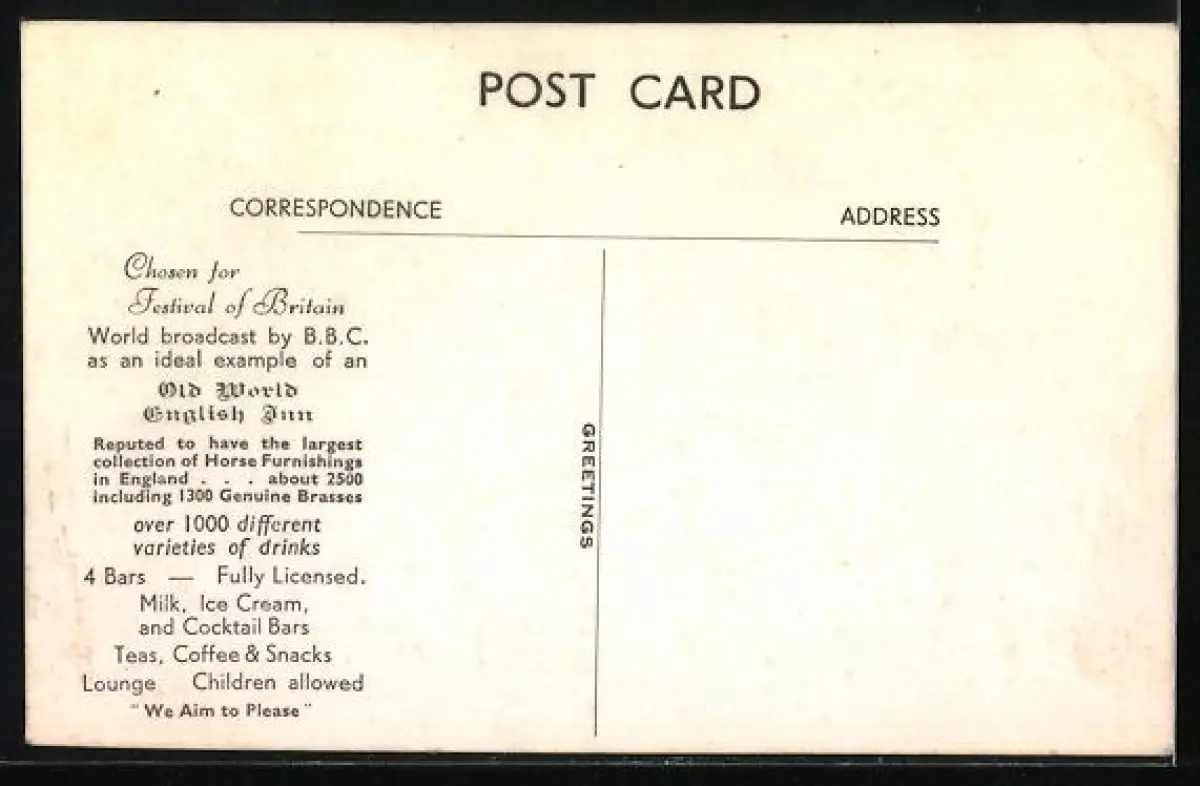 POST CARD
CORRESPONDENCE
ADDRESS
Chosen for
Festival of Britain
World broadcast by B.B.C.
as an ideal example of an
Old World
English Inn
Reputed to have the largest
collection of Horse Furnishings
in England . . . about 2500
including 1300 Genuine Brasses
over 1000 different
varieties of drinks
4 Bars — Fully Licensed.
Milk, Ice Cream,
and Cocktail Bars
Teas, Coffee & Snacks
Lounge Children allowed
"We Aim to Please"
GREETINGS